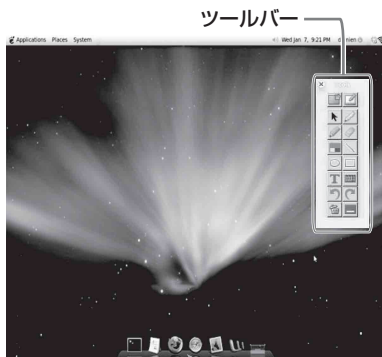 ツールバー
Applications Places System Wed Jan 7, 9:21 PM
T